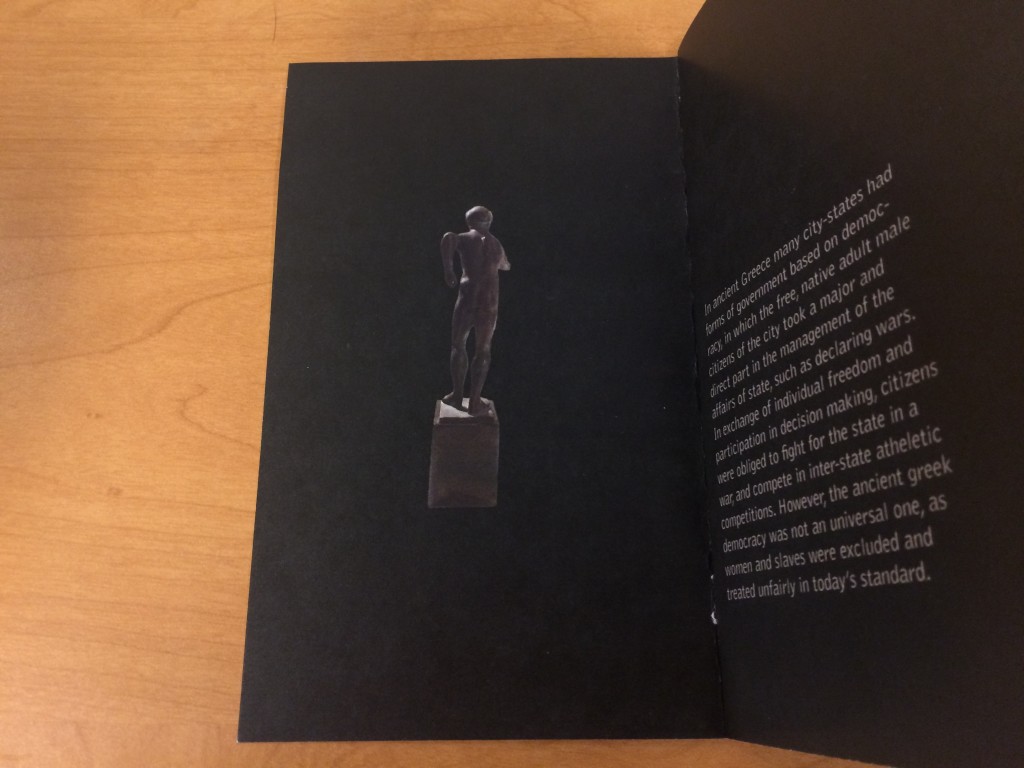 In ancient Greece many city-states had
forms of government based on democ-
racy, in which the free, native adult male
citizens of the city took a major and
direct part in the management of the
affairs of state, such as declaring wars.
In exchange of individual freedom and
participation in decision making, citizens
were obliged to fight for the state in a
war, and compete in inter-state atheletic
competitions. However, the ancient greek
democracy was not an universal one, as
women and slaves were excluded and
treated unfairly in today's standard.